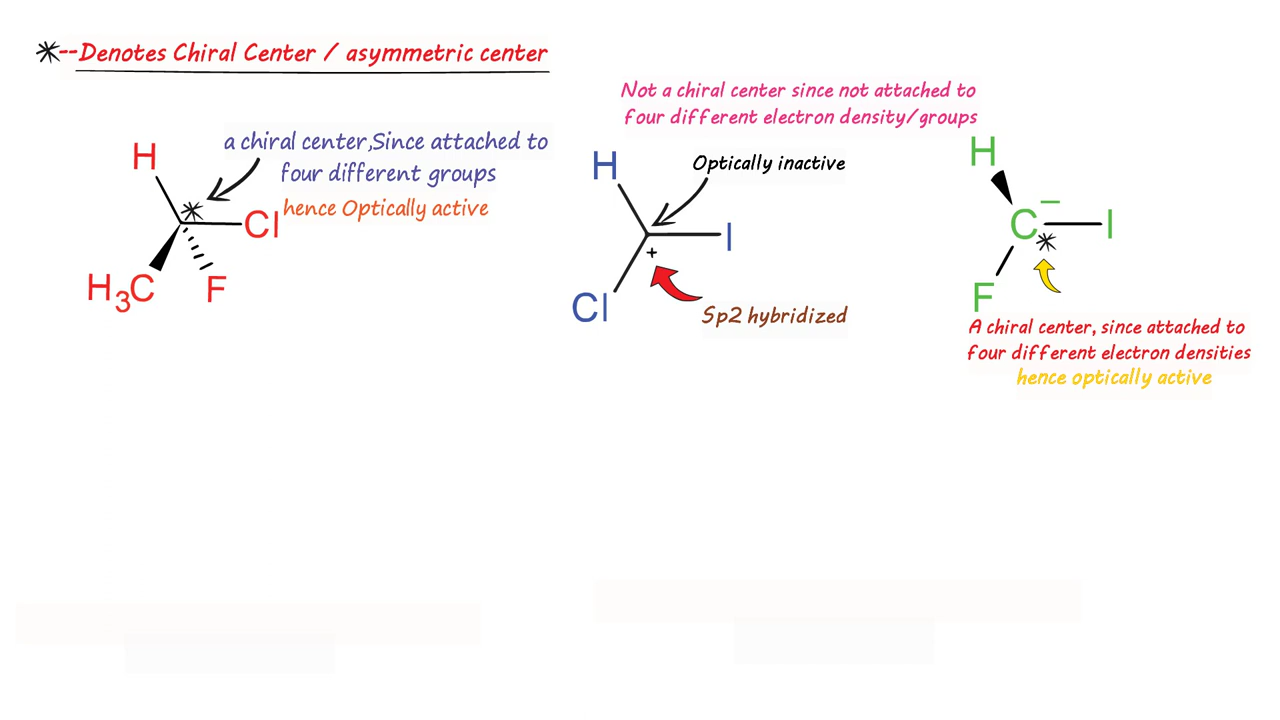 *--Denotes Chiral Center / asymmetric center
a chiral center,Since attached to
four different groups
hence Optically active
H
*
Cl
H3C
F
Not a chiral center since not attached to
four different electron density/groups
Optically inactive
H
I
+
Cl
Sp2 hybridized
H
C
−
I
*
F
A chiral center, since attached to
four different electron densities
hence optically active